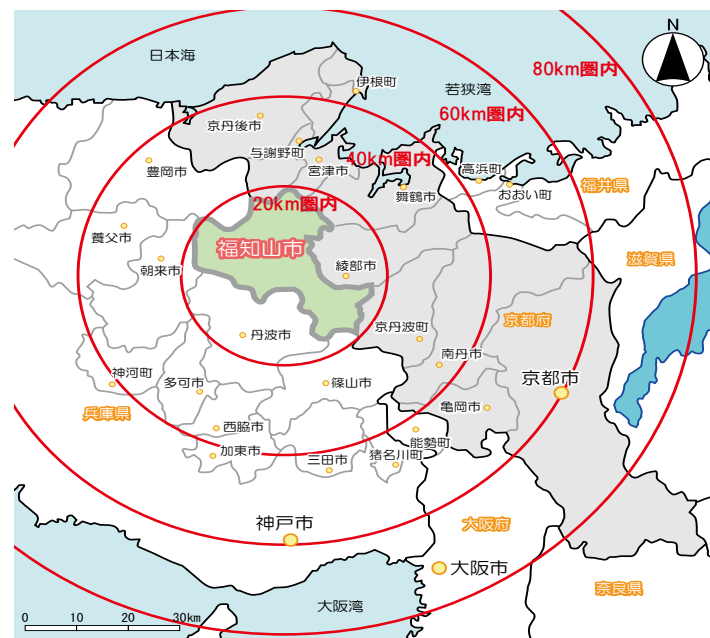 日本海
伊根町
若狭湾
80km圏内
N
60km圏内
京丹後市
与謝野町
宮津市
40km圏内
豊岡市
高浜町
舞鶴市
おおい町
福井県
20km圏内
養父市
福知山市
朝来市
綾部市
滋賀県
丹波市
京丹波町
京都府
南丹市
神河町
多可市
篠山市
京都市
兵庫県
亀岡市
西脇市
能勢町
加東市
三田市
猪名川町
神戸市
大阪府
大阪市
奈良県
大阪湾
0 10 20 30km